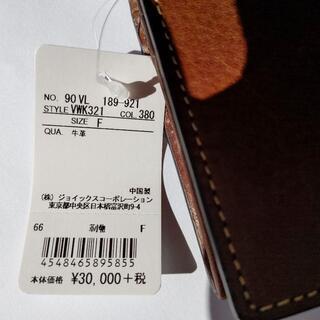 NO. 90 VL 189-921
STYLE VWK321 COL. 380
SIZE F
QUA. 牛革
中国製
(株) ジョイックスコーポレーション
東京都中央区日本橋富沢町9-4
66 F
4548465895855
本体価格 ¥30,000+税